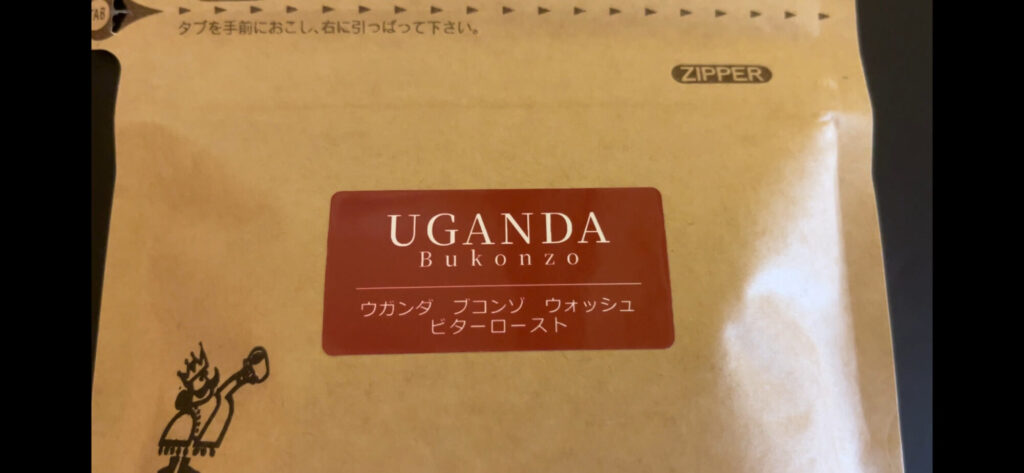 TAB
タブを手前におこし、右に引っぱって下さい。
ZIPPER
UGANDA
Bukonzo
ウガンダ ブコンゾ ウォッシュ
ビターロースト